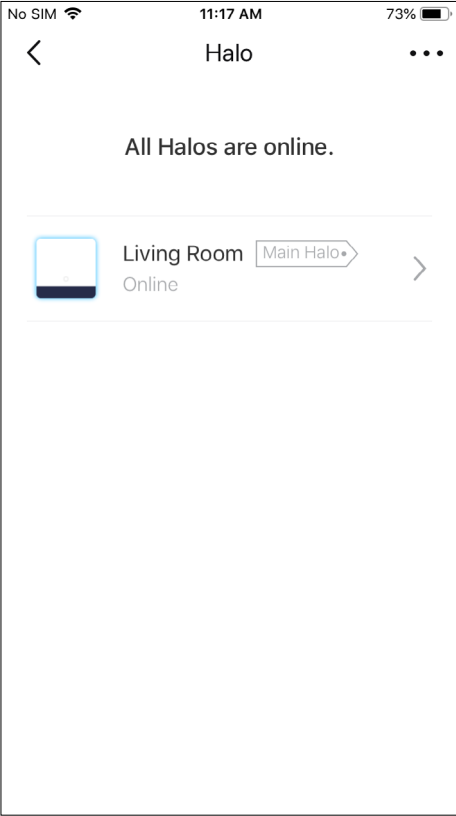 No SIM 11:17 AM 73%
Halo
All Halos are online.
Living Room Main Halo
Online